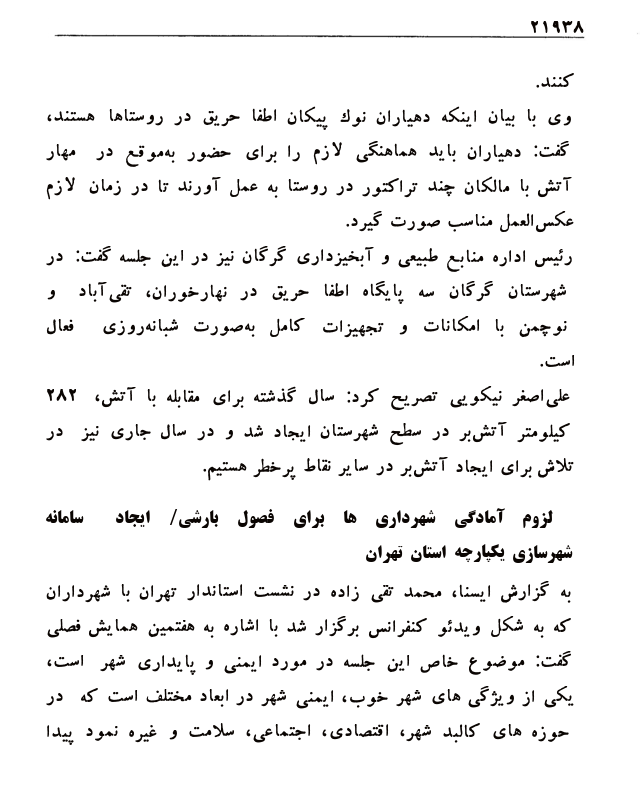 ۲۱۹۳۸
کنند.
وی با بیان اینکه دهیاران نوك پیکان اطفا حریق در روستاها هستند،
گفت: دهیاران باید هماهنگی لازم را برای حضور به‌موقع در مهار
آتش با مالکان چند تراکتور در روستا به عمل آورند تا در زمان لازم
عکس‌العمل مناسب صورت گیرد.
رئیس اداره منابع طبیعی و آبخیزداری گرگان نیز در این جلسه گفت: در
شهرستان گرگان سه پایگاه اطفا حریق در نهارخوران، تقی‌آباد و
نوچمن با امکانات و تجهیزات کامل به‌صورت شبانه‌روزی فعال
است.
علی‌اصغر نیکویی تصریح کرد: سال گذشته برای مقابله با آتش، ۲۸۲
کیلومتر آتش‌بر در سطح شهرستان ایجاد شد و در سال جاری نیز در
تلاش برای ایجاد آتش‌بر در سایر نقاط پرخطر هستیم.
لزوم آمادگی شهرداری ها برای فصول بارشی/ ایجاد سامانه
شهرسازی یکپارچه استان تهران
به گزارش ایسنا، محمد تقی زاده در نشست استاندار تهران با شهرداران
که به شکل ویدئو کنفرانس برگزار شد با اشاره به هفتمین همایش فصلی
گفت: موضوع خاص این جلسه در مورد ایمنی و پایداری شهر است،
یکی از ویژگی های شهر خوب، ایمنی شهر در ابعاد مختلف است که در
حوزه های کالبد شهر، اقتصادی، اجتماعی، سلامت و غیره نمود پیدا